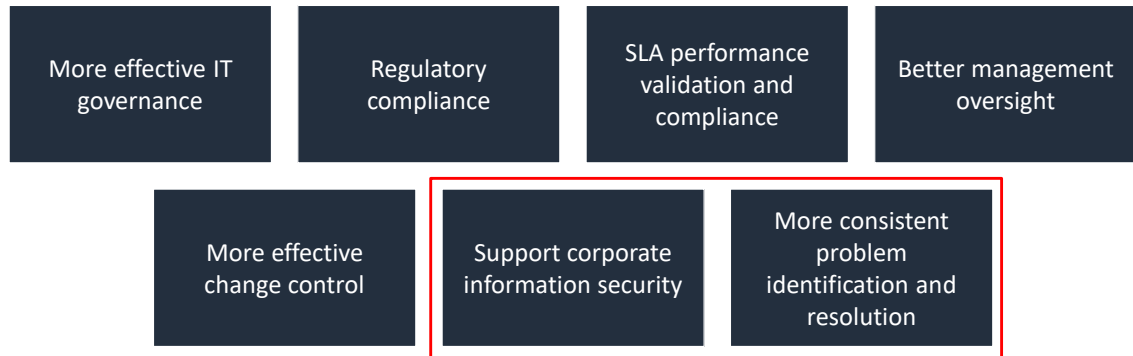 More effective IT
governance
Regulatory
compliance
SLA performance
validation and
compliance
Better management
oversight
More effective
change control
Support corporate
information security
More consistent
problem
identification and
resolution